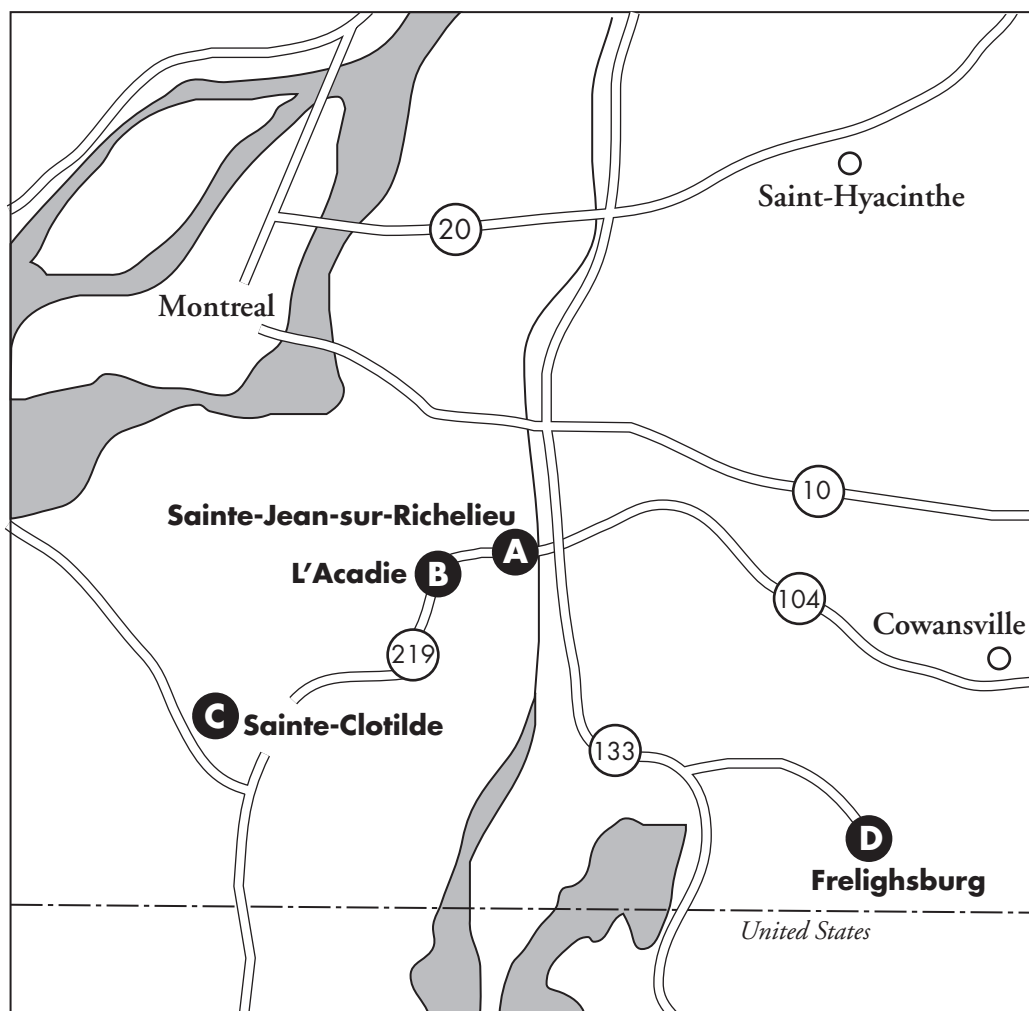 Saint-Hyacinthe
20
Montreal
10
Sainte-Jean-sur-Richelieu
A
L'Acadie
B
104
Cowansville
219
C
Sainte-Clotilde
133
D
Frelighsburg
United States